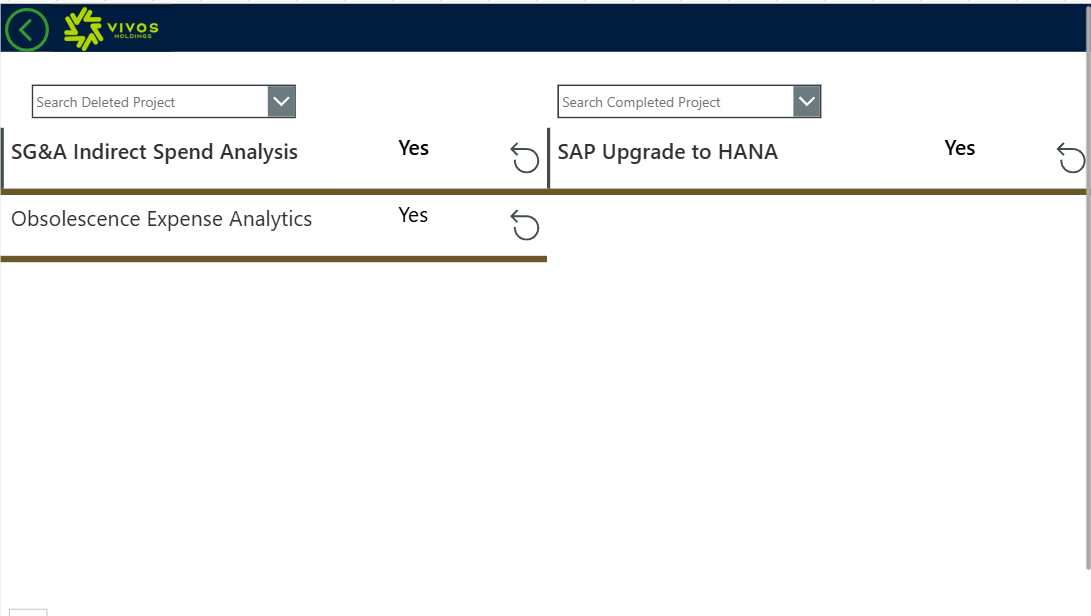 VIVOS
HOLDINGS
Search Deleted Project
Search Completed Project
SG&A Indirect Spend Analysis
Yes
SAP Upgrade to HANA
Yes
Obsolescence Expense Analytics
Yes